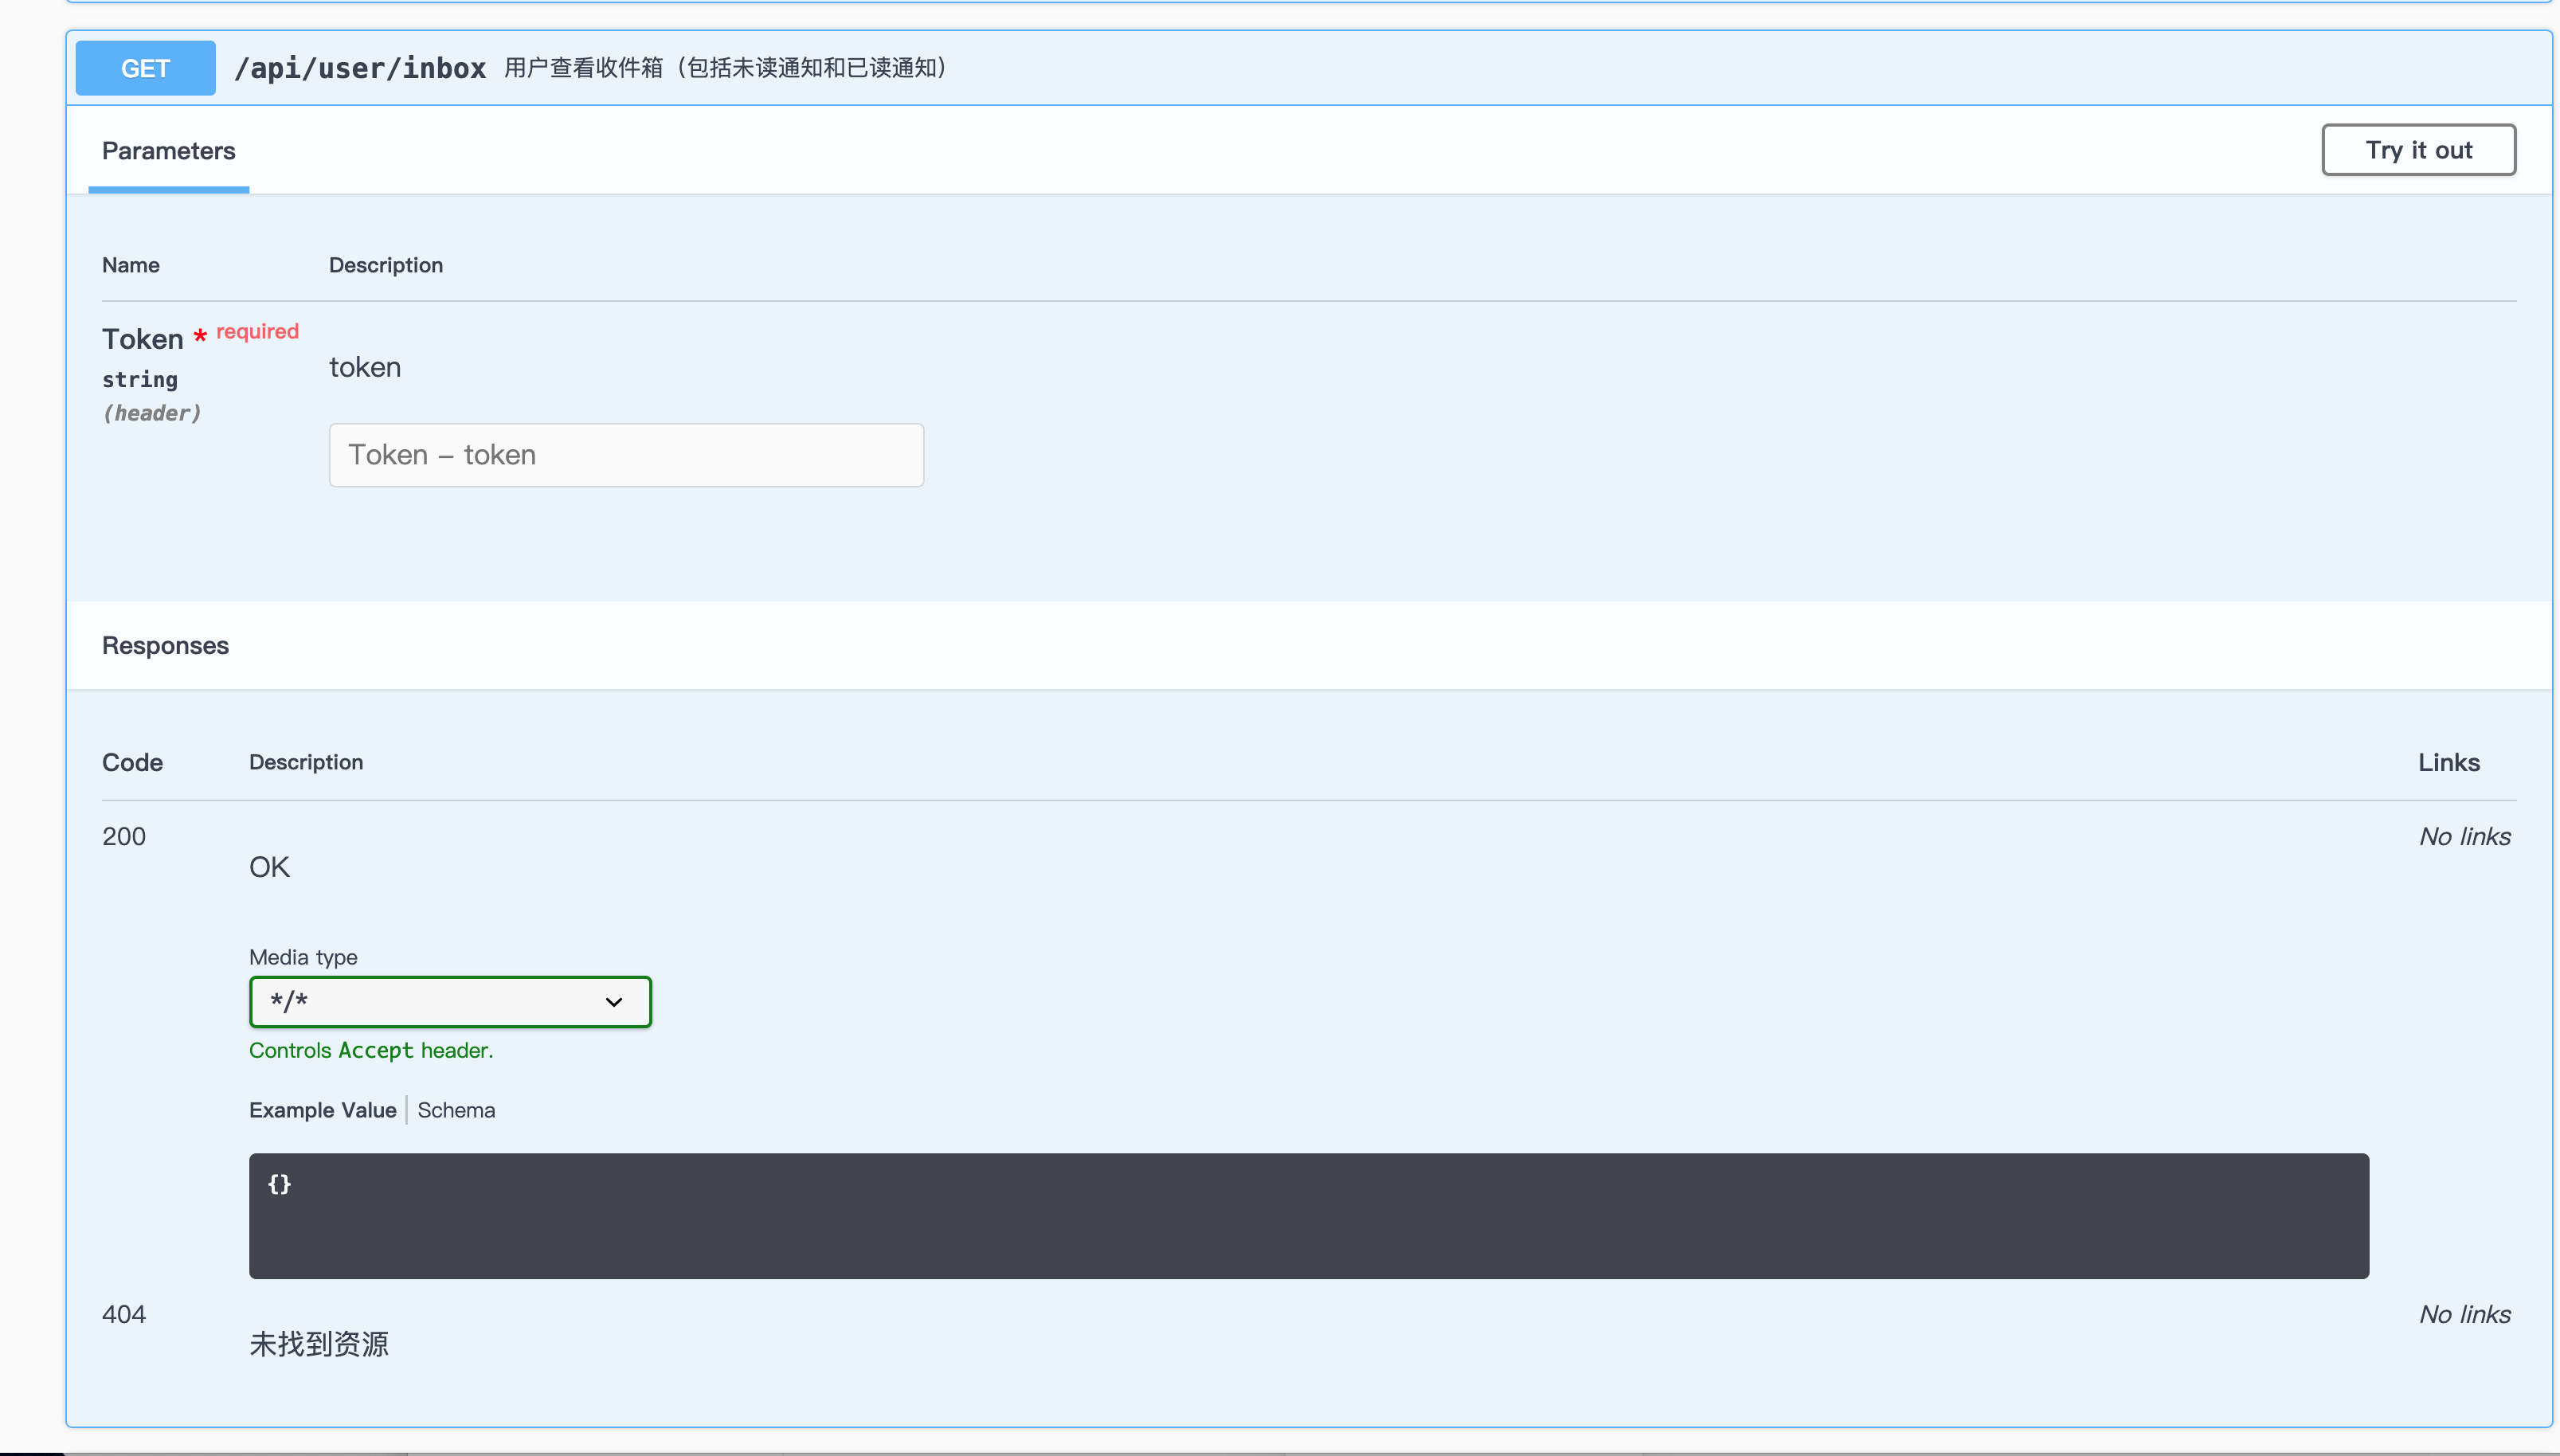 GET /api/user/inbox 用户查看收件箱（包括未读通知和已读通知）
Parameters Try it out
Name Description
Token * required
string
(header)
token
Token – token
Responses
Code Description Links
200 No links
OK
Media type
*/*
Controls Accept header.
Example Value Schema
{}
404 No links
未找到资源